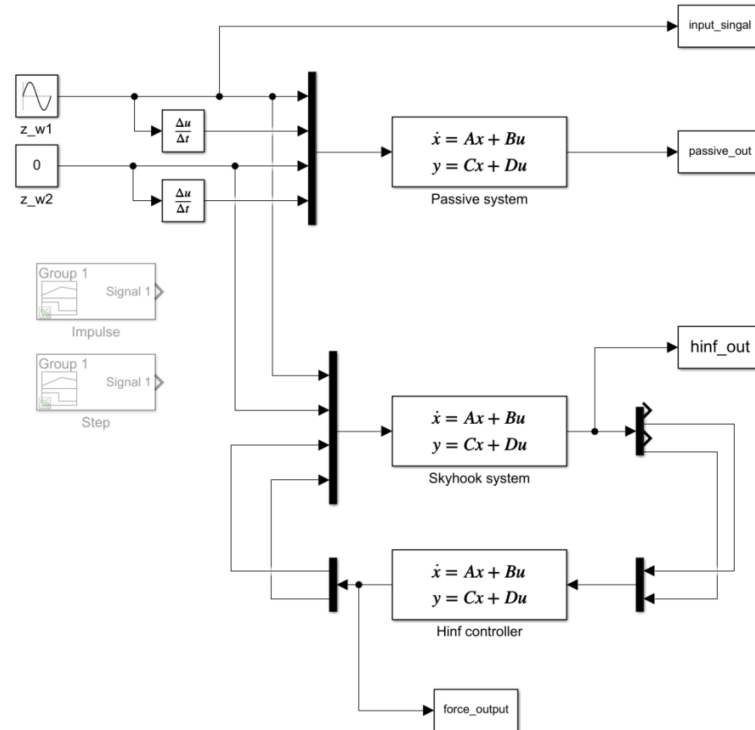 input_singal
z_w1
Δu
Δt
ẋ = Ax + Bu
y = Cx + Du
Passive system
passive_out
0
z_w2
Δu
Δt
Group 1
Signal 1
Impulse
Group 1
Signal 1
Step
hinf_out
ẋ = Ax + Bu
y = Cx + Du
Skyhook system
ẋ = Ax + Bu
y = Cx + Du
Hinf controller
force_output